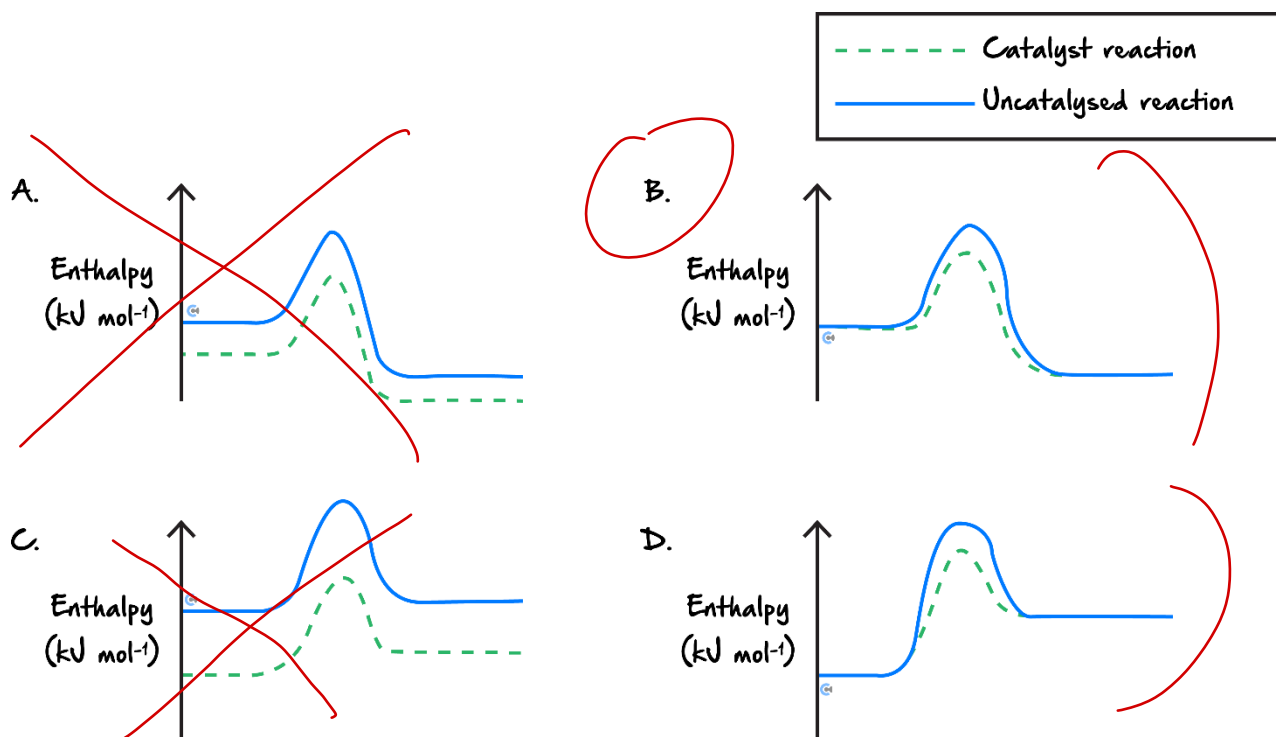 Catalyst reaction
Uncatalysed reaction
A.
Enthalpy
(kJ mol⁻¹)
B.
Enthalpy
(kJ mol⁻¹)
C.
Enthalpy
(kJ mol⁻¹)
D.
Enthalpy
(kJ mol⁻¹)